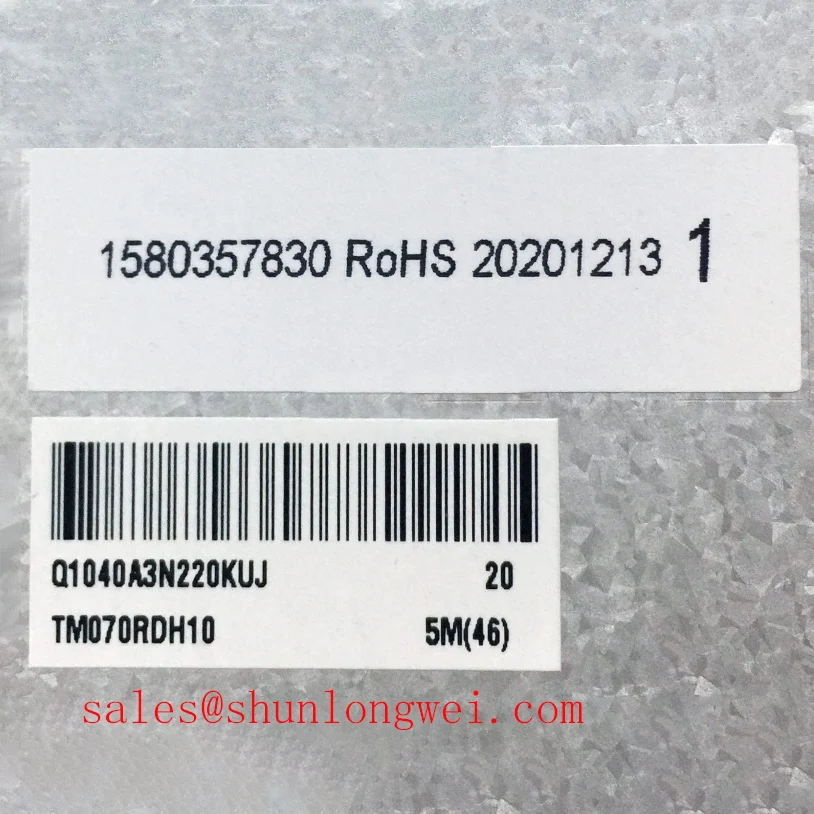 1580357830 RoHS 20201213 1
Q1040A3N220KUJ 20
TM070RDH10 5M(46)
sales@shunlongwei.com